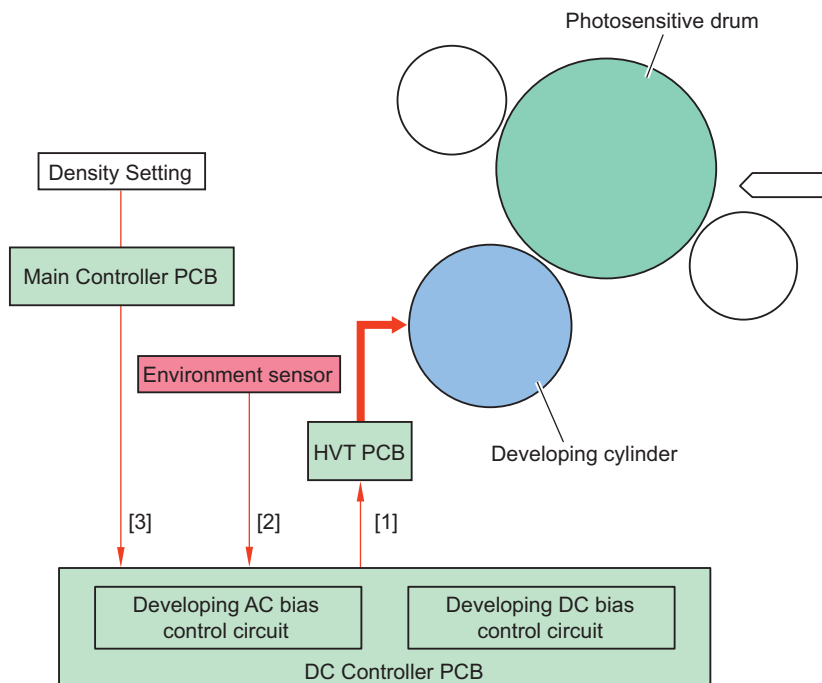 Photosensitive drum
Density Setting
Main Controller PCB
Environment sensor
HVT PCB
Developing cylinder
[3]
[2]
[1]
Developing AC bias
control circuit
Developing DC bias
control circuit
DC Controller PCB